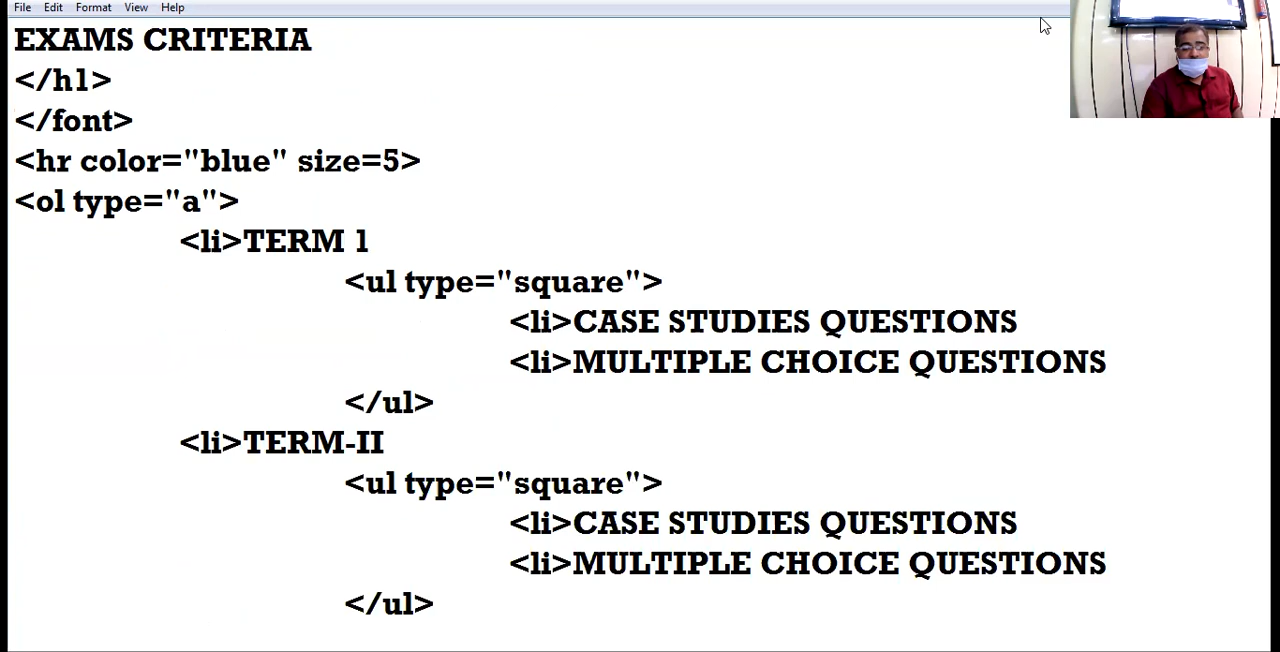 File Edit Format View Help
EXAMS CRITERIA
</h1>
</font>
<hr color="blue" size=5>
<ol type="a">
<li>TERM 1
<ul type="square">
<li>CASE STUDIES QUESTIONS
<li>MULTIPLE CHOICE QUESTIONS
</ul>
<li>TERM-II
<ul type="square">
<li>CASE STUDIES QUESTIONS
<li>MULTIPLE CHOICE QUESTIONS
</ul>